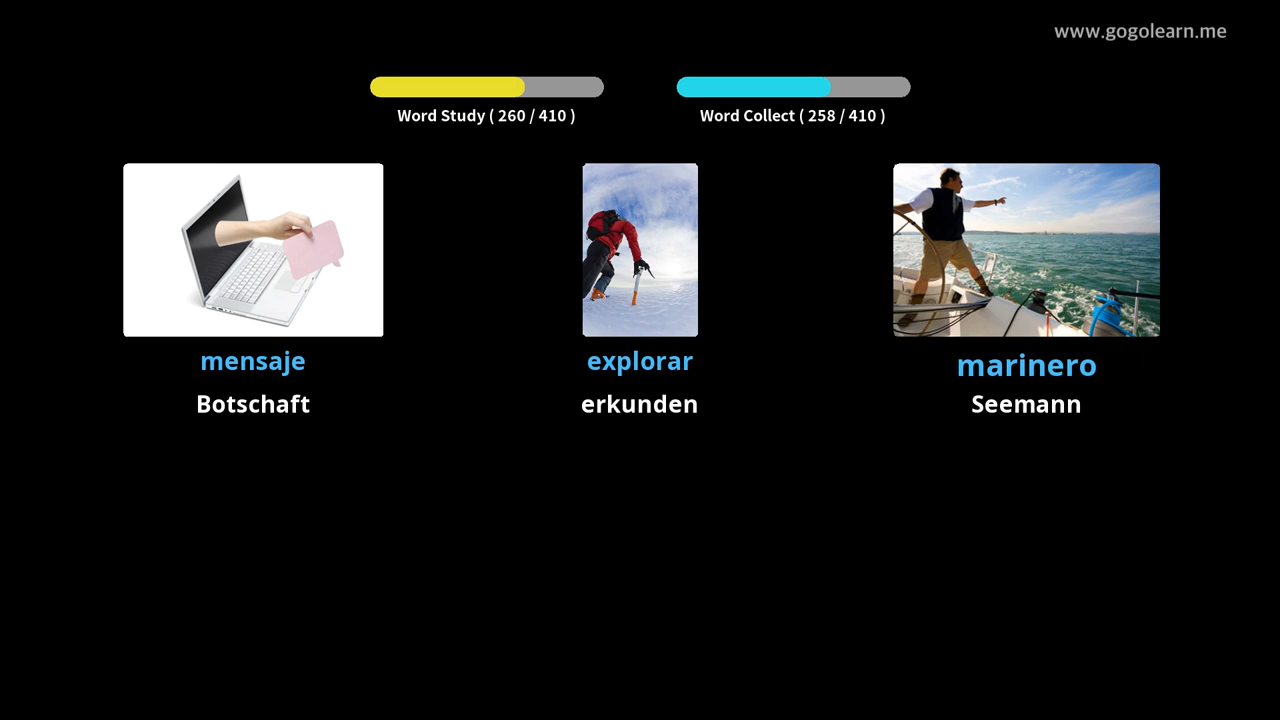 www.gogolearn.me
Word Study ( 260 / 410 )
Word Collect ( 258 / 410 )
mensaje
explorar
marinero
Botschaft
erkunden
Seemann